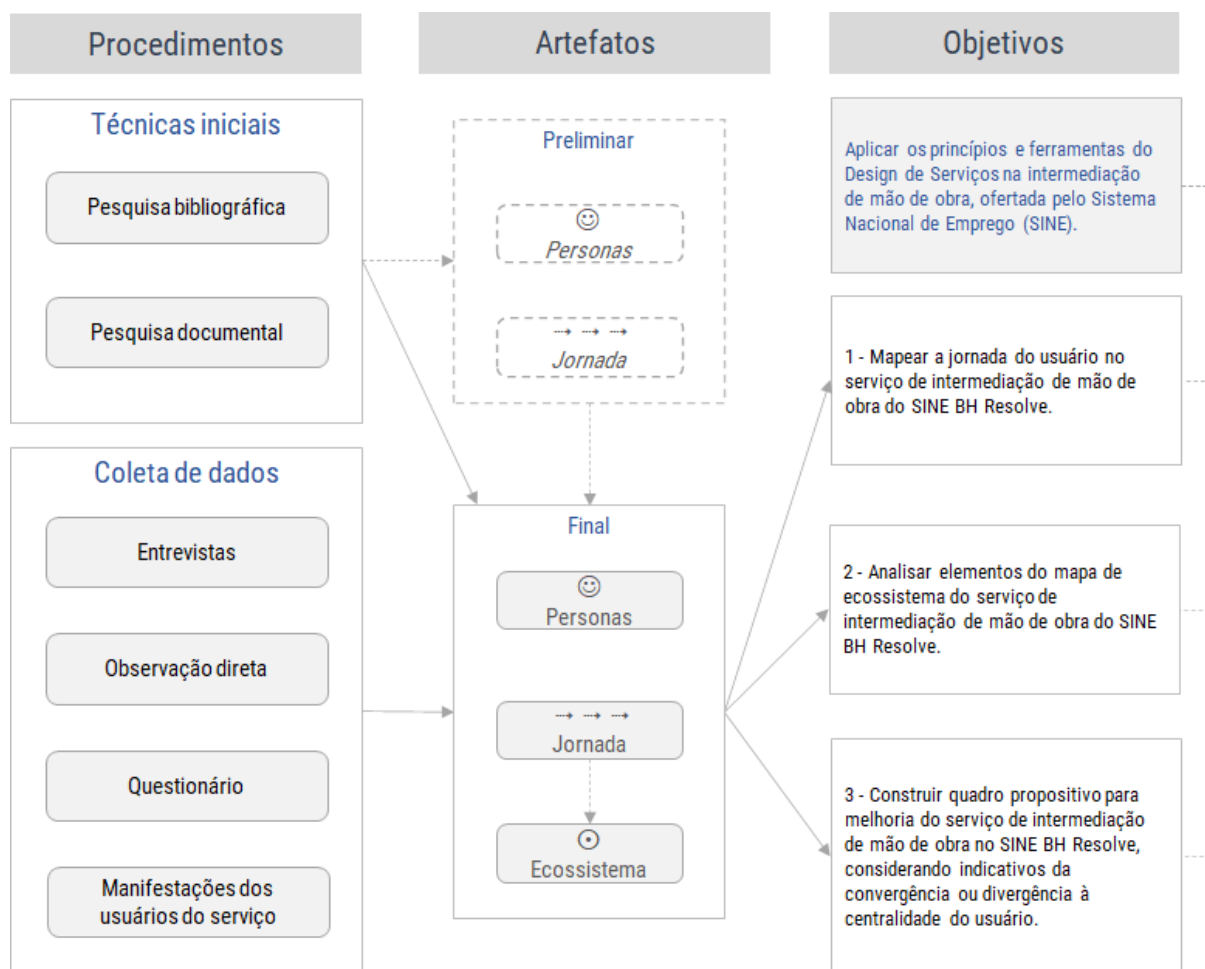 Procedimentos
Técnicas iniciais
Pesquisa bibliográfica
Pesquisa documental
Coleta de dados
Entrevistas
Observação direta
Questionário
Manifestações dos
usuários do serviço
Artefatos
Preliminar
Personas
Jornada
Final
Personas
Jornada
Ecossistema
Objetivos
Aplicar os princípios e ferramentas do
Design de Serviços na intermediação
de mão de obra, ofertada pelo Sistema
Nacional de Emprego (SINE).
1 - Mapear a jornada do usuário no
serviço de intermediação de mão de
obra do SINE BH Resolve.
2 - Analisar elementos do mapa de
ecossistema do serviço de
intermediação de mão de obra do SINE
BH Resolve.
3 - Construir quadro propositivo para
melhoria do serviço de intermediação
de mão de obra no SINE BH Resolve,
considerando indicativos da
convergência ou divergência à
centralidade do usuário.